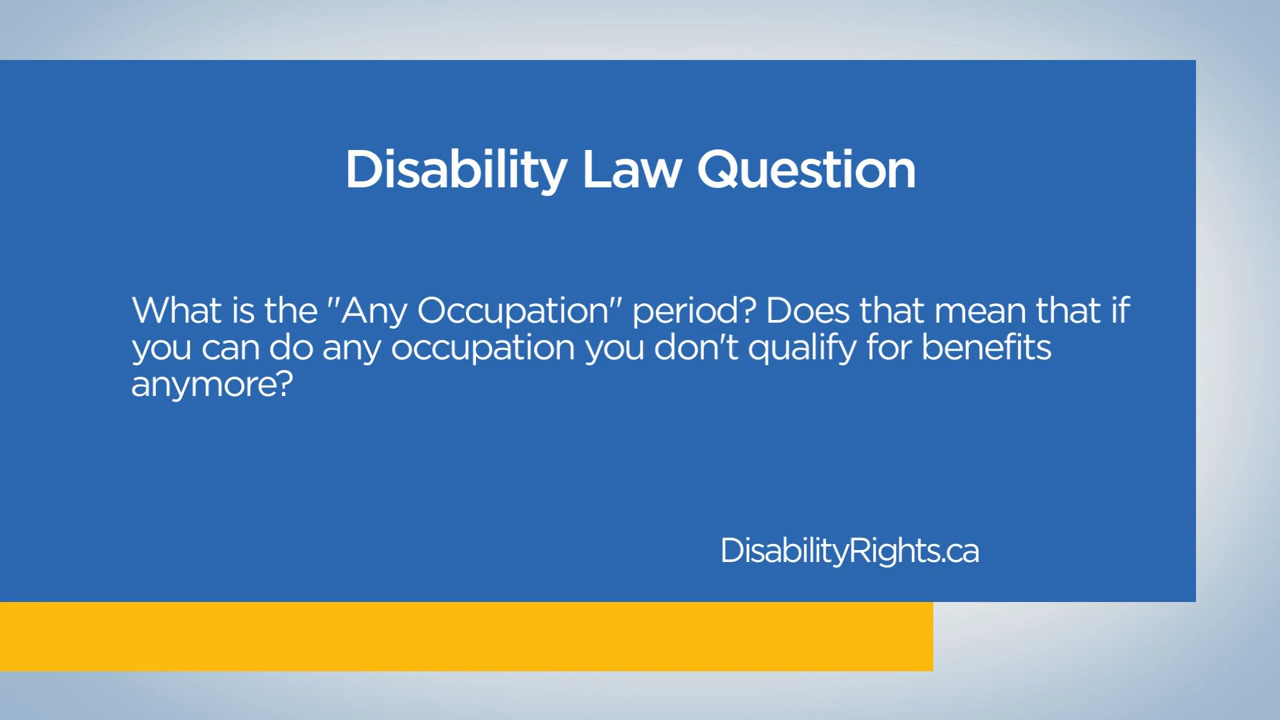 Disability Law Question
What is the "Any Occupation" period? Does that mean that if
you can do any occupation you don't qualify for benefits
anymore?
DisabilityRights.ca